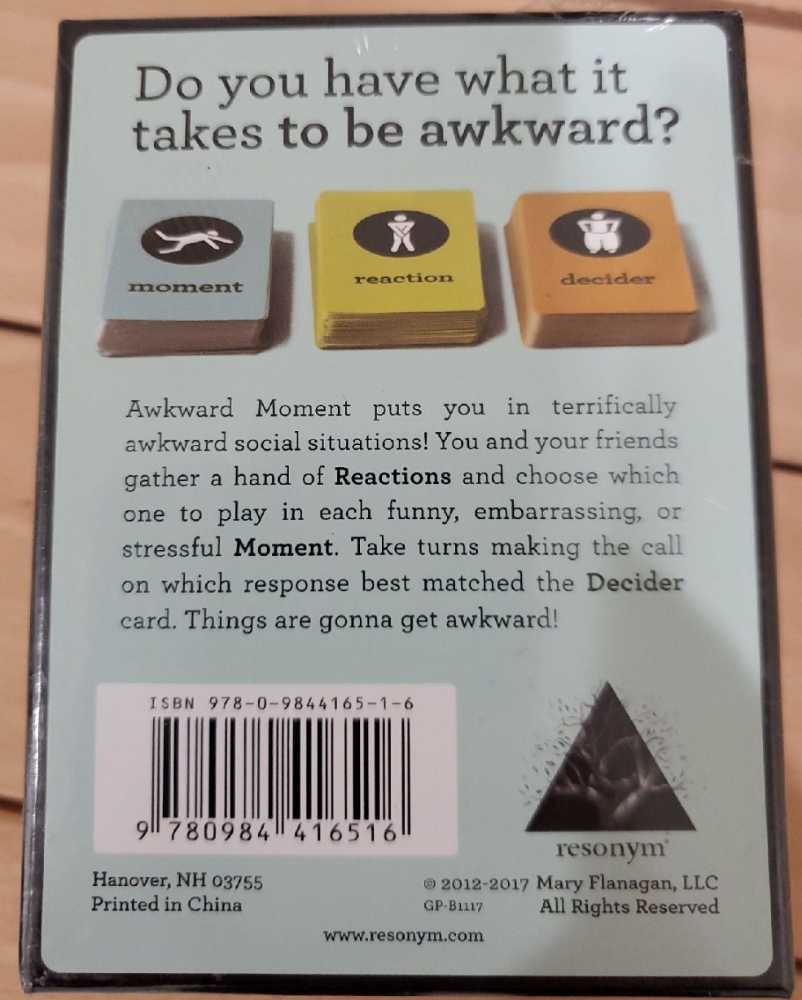 Do you have what it
takes to be awkward?
moment
reaction
decider
Awkward Moment puts you in terrifically
awkward social situations! You and your friends
gather a hand of Reactions and choose which
one to play in each funny, embarrassing, or
stressful Moment. Take turns making the call
on which response best matched the Decider
card. Things are gonna get awkward!
ISBN 978-0-9844165-1-6
9 780984 416516
resonym®
Hanover, NH 03755
Printed in China
© 2012-2017 Mary Flanagan, LLC
GP-B1117 All Rights Reserved
www.resonym.com